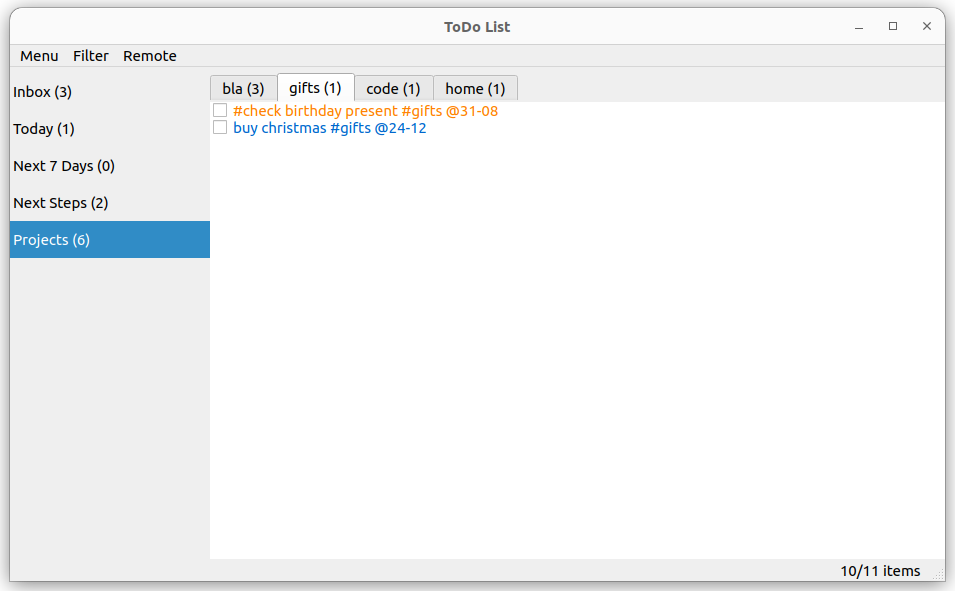 ToDo List
Menu Filter Remote
Inbox (3)
Today (1)
Next 7 Days (0)
Next Steps (2)
Projects (6)
bla (3) gifts (1) code (1) home (1)
#check birthday present #gifts @31-08
buy christmas #gifts @24-12
10/11 items